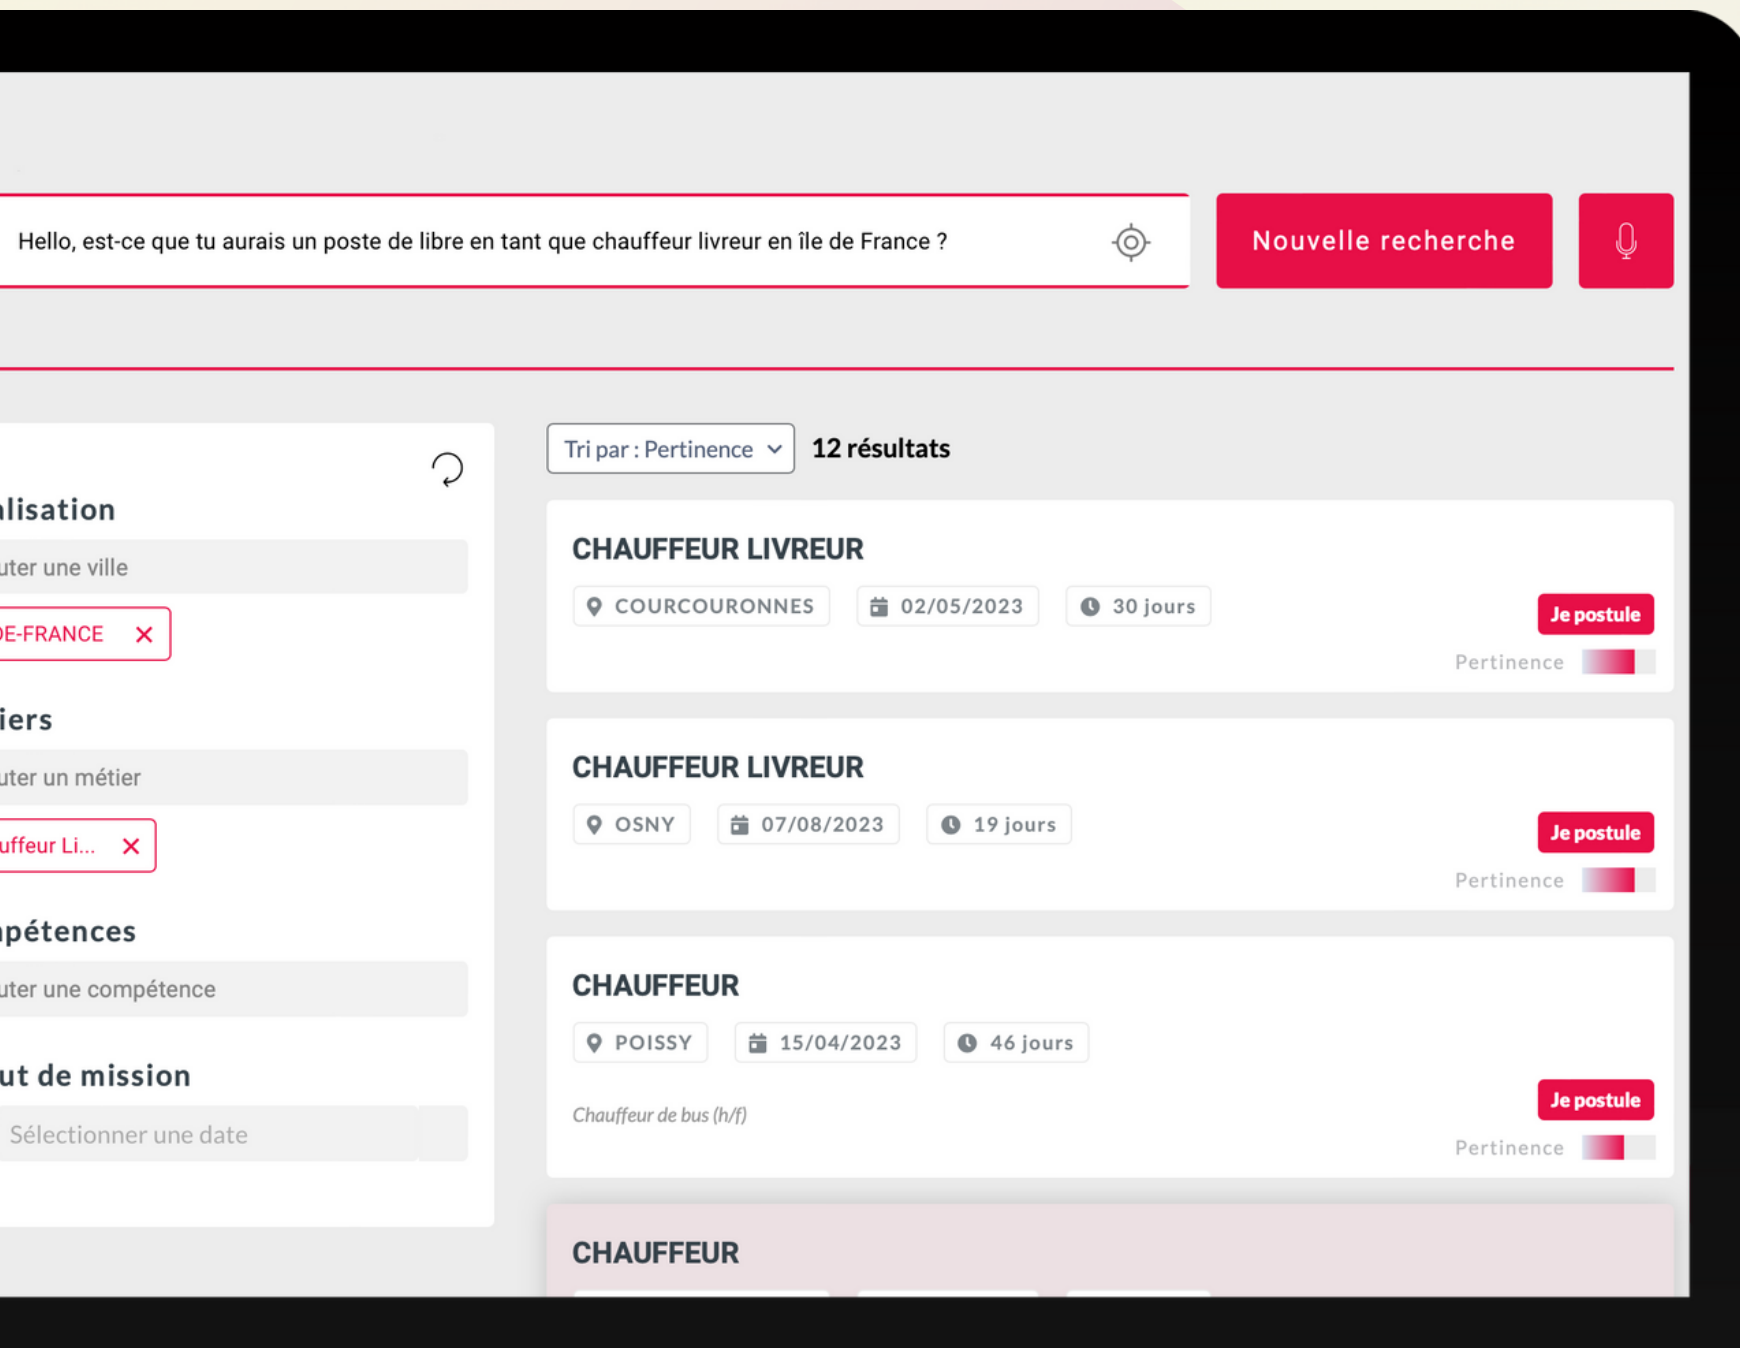 Hello, est-ce que tu aurais un poste de libre en tant que chauffeur livreur en île de France ?
Nouvelle recherche
alisation
uter une ville
DE-FRANCE
iers
uter un métier
uffeur Li...
pétences
uter une compétence
ut de mission
Sélectionner une date
Tri par : Pertinence
12 résultats
CHAUFFEUR LIVREUR
COURCOURONNES 02/05/2023 30 jours
Je postule
Pertinence
CHAUFFEUR LIVREUR
OSNY 07/08/2023 19 jours
Je postule
Pertinence
CHAUFFEUR
POISSY 15/04/2023 46 jours
Chauffeur de bus (h/f)
Je postule
Pertinence
CHAUFFEUR